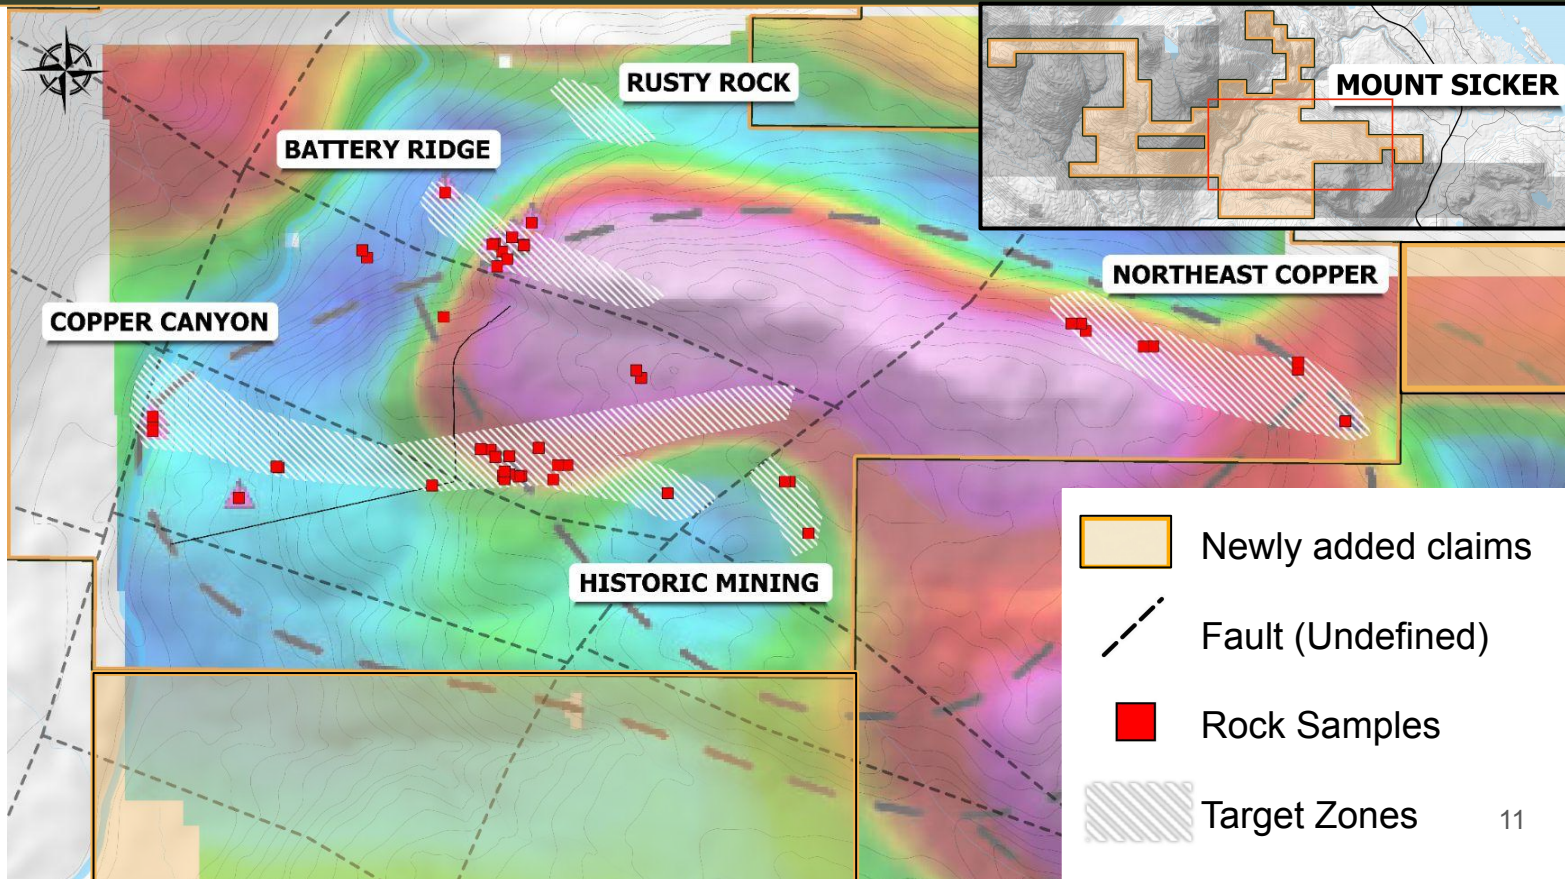 RUSTY ROCK
MOUNT SICKER
BATTERY RIDGE
NORTHEAST COPPER
COPPER CANYON
HISTORIC MINING
Newly added claims
Fault (Undefined)
Rock Samples
Target Zones
11